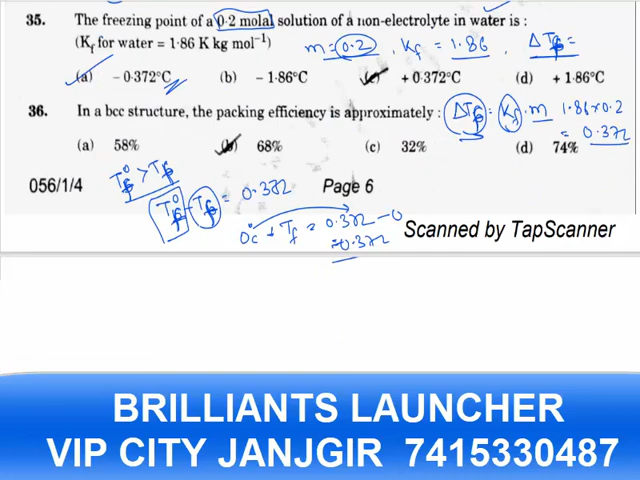 35. The freezing point of a 0·2 molal solution of a non-electrolyte in water is :
(Kf for water = 1·86 K kg mol⁻¹) m = 0.2, Kf = 1.86, ΔTf =
(a) – 0·372°C (b) – 1·86°C (c) + 0·372°C (d) + 1·86°C
36. In a bcc structure, the packing efficiency is approximately : ΔTf = Kf · m 1.86×0.2
= 0.372
(a) 58% (b) 68% (c) 32% (d) 74%
Tf° > Tf
056/1/4 Page 6
Tf° - Tf = 0.372
0°c + Tf = 0.372 - 0
= 0.372
Scanned by TapScanner
BRILLIANTS LAUNCHER
VIP CITY JANJGIR 7415330487